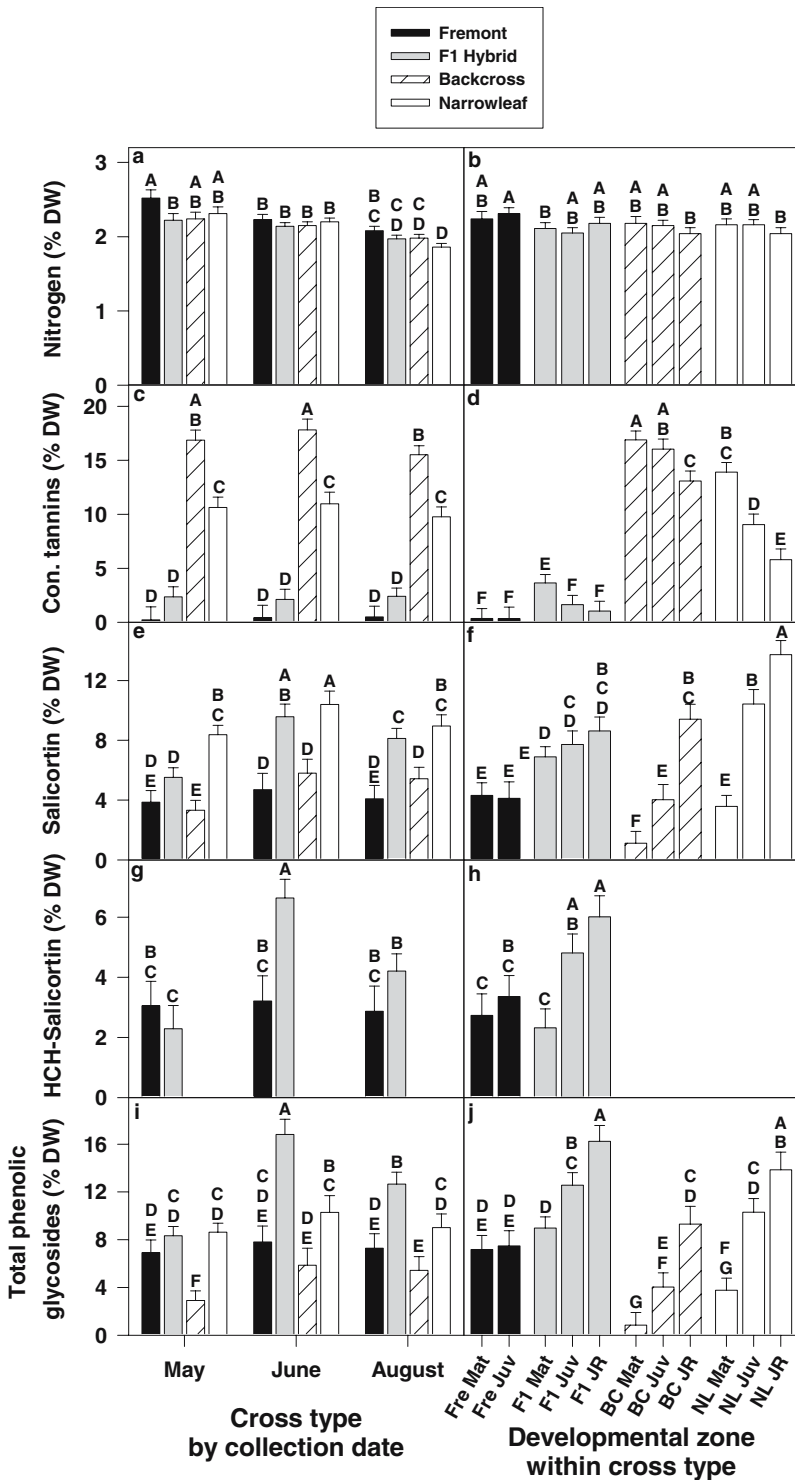 Fremont
F1 Hybrid
Backcross
Narrowleaf
Nitrogen (% DW)
3
2
1
0
a
A
B
A
B
A
B
B
B
B
B
B
C
C
D
C
D
D
b
A
B
A
B
A
B
A
B
A
B
A
B
B
A
B
A
B
B
Con. tannins (% DW)
20
15
10
5
0
c
D
D
A
B
C
D
D
A
C
D
D
B
C
d
F
F
E
F
F
A
A
B
C
B
C
D
E
Salicortin (% DW)
12
8
4
0
e
D
E
D
E
B
C
D
A
B
D
A
D
E
C
D
B
C
f
E
E
E
D
C
D
B
C
D
F
E
B
C
E
B
A
HCH-Salicortin (% DW)
6
4
2
0
g
B
C
C
B
C
A
B
C
B
h
C
B
C
C
A
B
A
Total phenolic
glycosides (% DW)
16
12
8
4
0
i
D
E
C
D
F
C
D
C
D
E
A
D
E
B
C
D
E
B
E
C
D
j
D
E
D
E
D
B
C
A
G
E
F
C
D
F
G
C
D
A
B
May
June
August
Fre Mat
Fre Juv
F1 Mat
F1 Juv
F1 JR
BC Mat
BC Juv
BC JR
NL Mat
NL Juv
NL JR
Cross type
by collection date
Developmental zone
within cross type